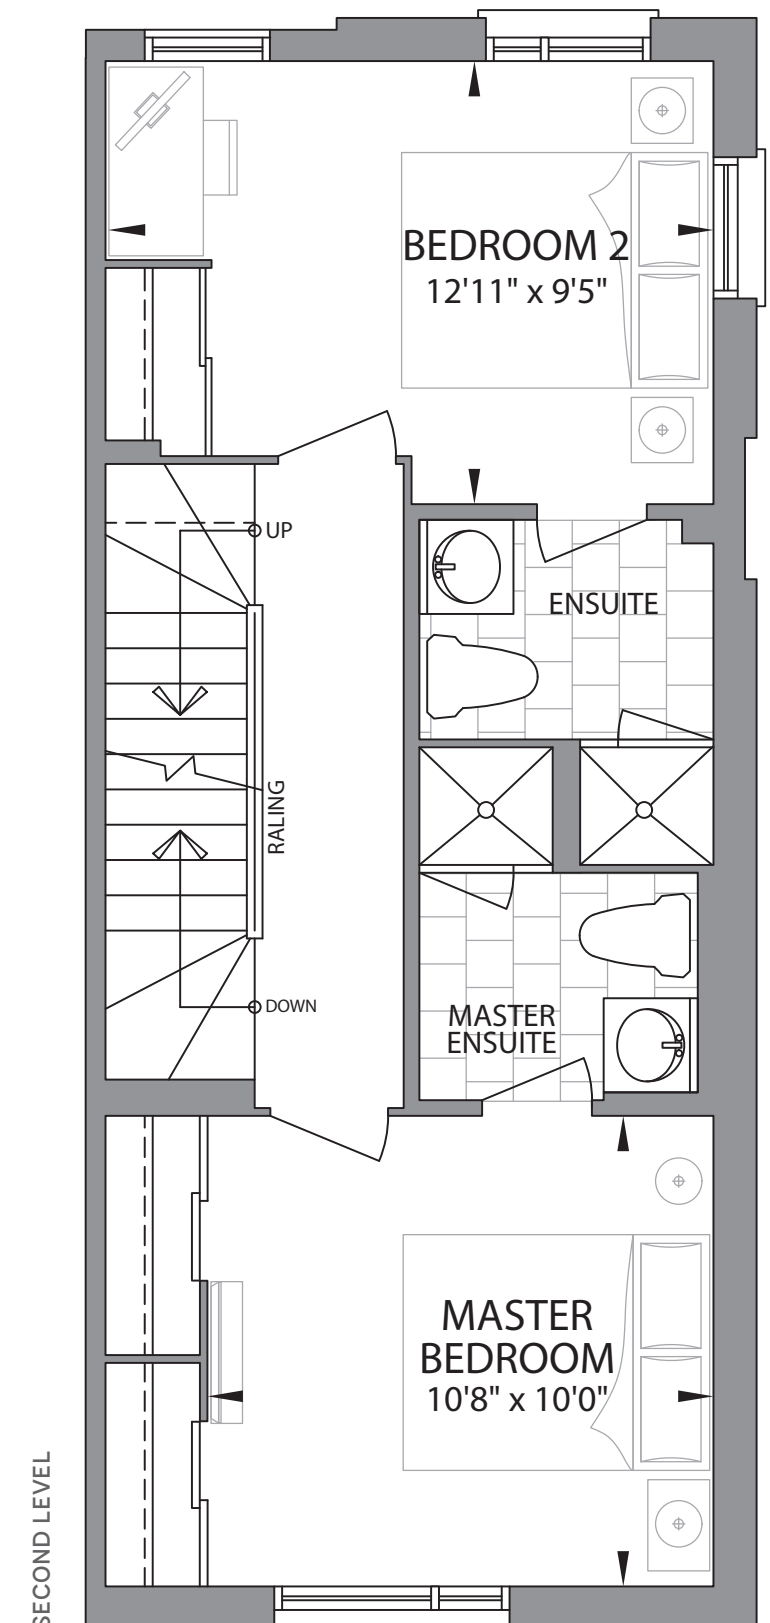 BEDROOM 2
12'11" x 9'5"
UP
ENSUITE
RALING
DOWN
MASTER
ENSUITE
MASTER
BEDROOM
10'8" x 10'0"
SECOND LEVEL